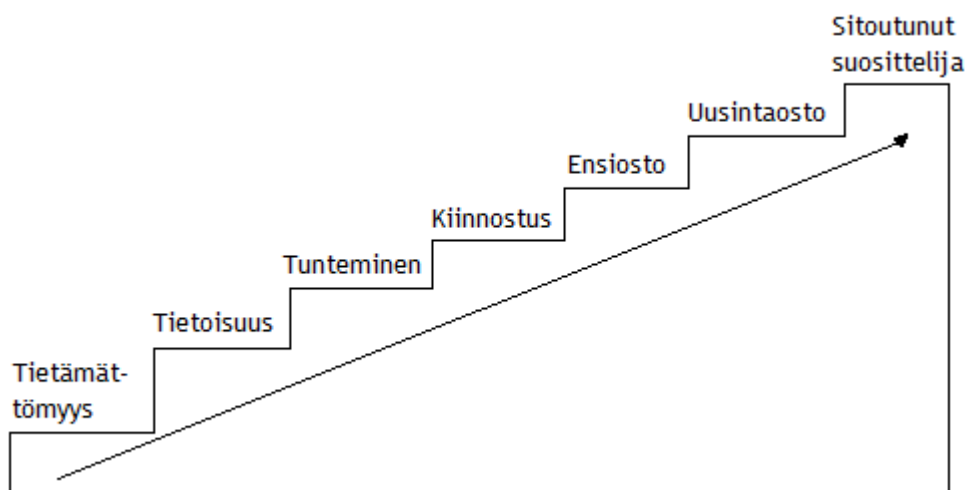 Sitoutunut
suosittelija
Uusintaosto
Ensiosto
Kiinnostus
Tunteminen
Tietoisuus
Tietämät-
tömyys